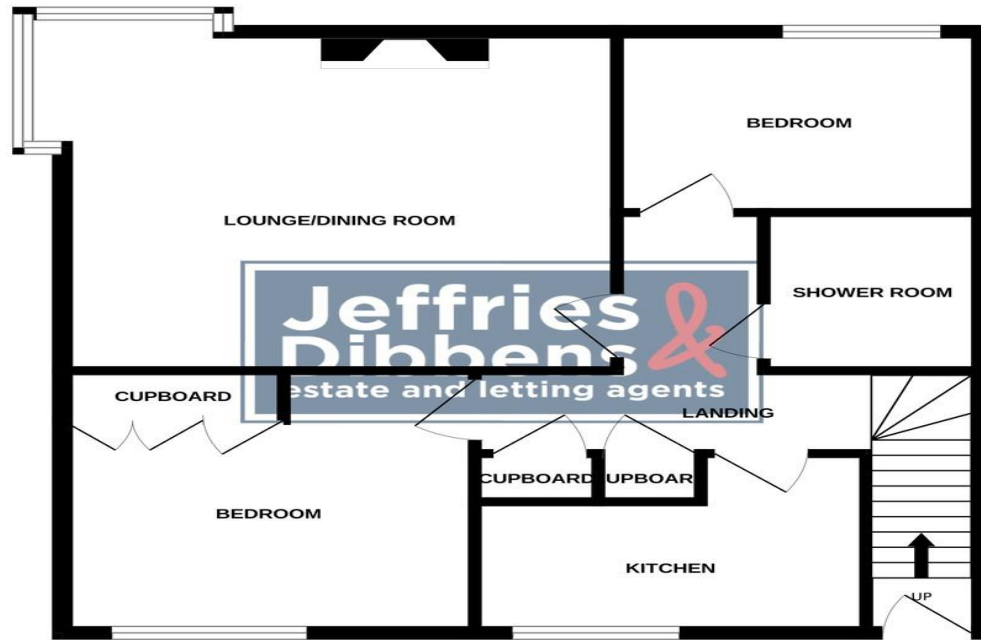 BEDROOM
LOUNGE/DINING ROOM
SHOWER ROOM
Jeffries
Dibbens &
estate and letting agents
CUPBOARD
LANDING
CUPBOARD
UPBOAR
BEDROOM
KITCHEN
UP